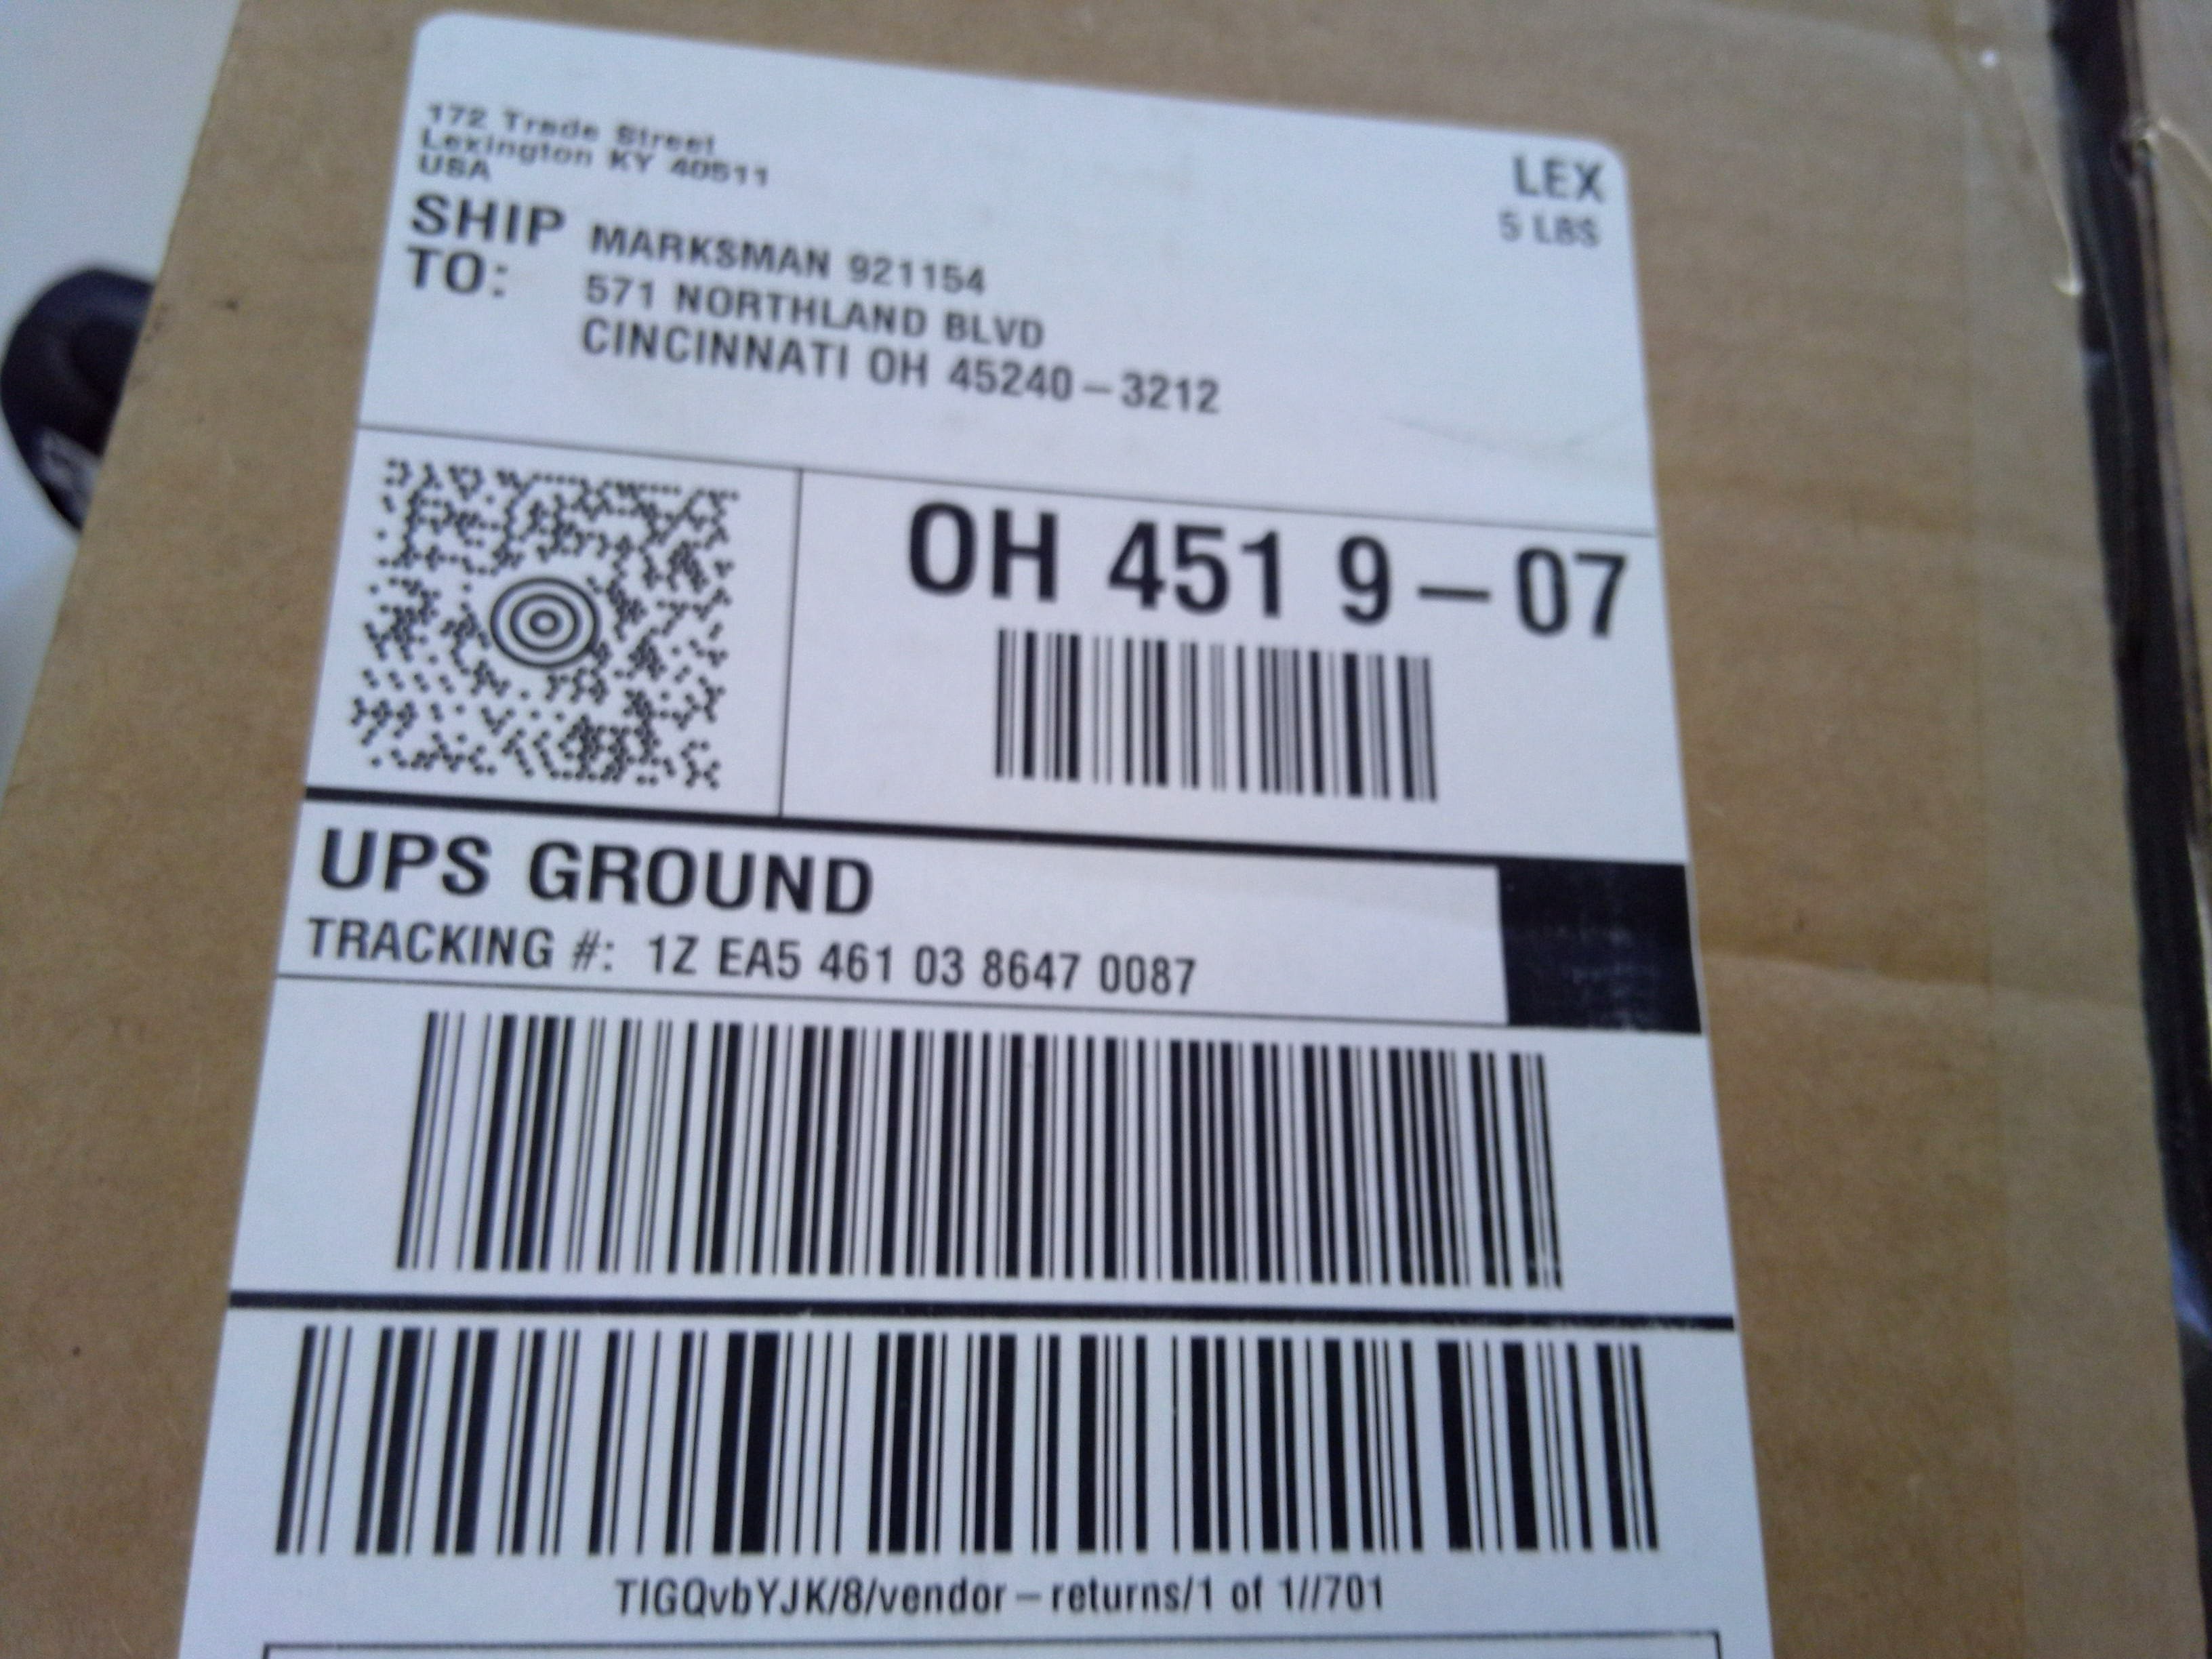 172 Trade Street
Lexington KY 40511
USA
LEX
5 LBS
SHIP TO:
MARKSMAN 921154
571 NORTHLAND BLVD
CINCINNATI OH 45240-3212
OH 451 9-07
UPS GROUND
TRACKING #: 1Z EA5 461 03 8647 0087
TIGQvbYJK/8/vendor-returns/1 of 1//701